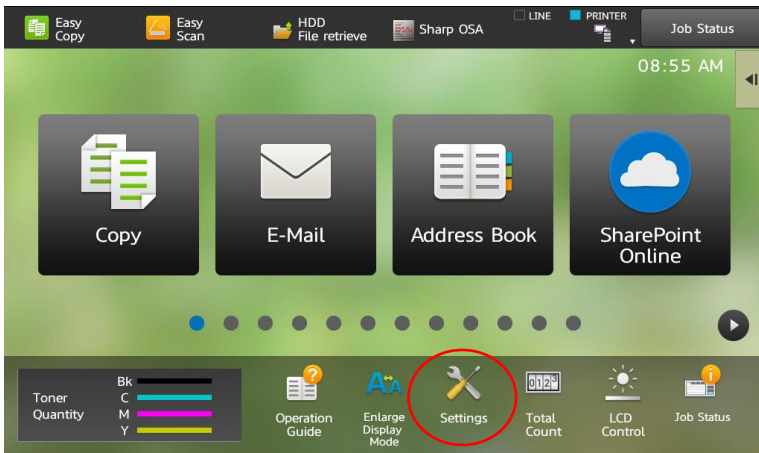 Easy
Copy
Easy
Scan
HDD
File retrieve
Sharp OSA
LINE
PRINTER
Job Status
08:55 AM
Copy
E-Mail
Address Book
SharePoint
Online
Toner
Quantity
Bk
C
M
Y
Operation
Guide
Enlarge
Display
Mode
Settings
0123
Total
Count
LCD
Control
Job Status